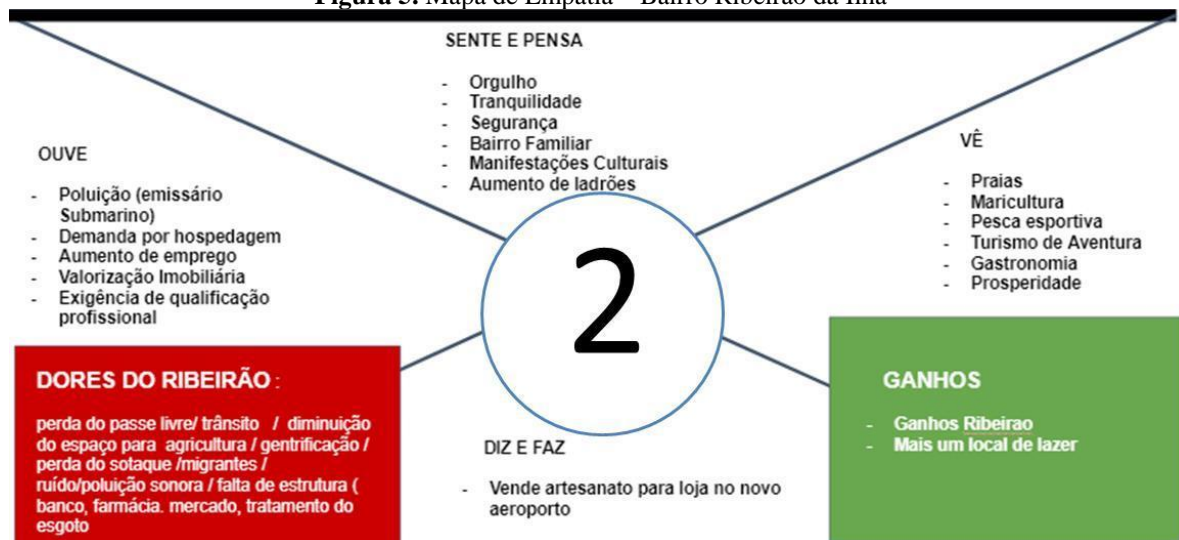 Figura 5. Mapa de Empatia – Bairro Ribeirão da Ilha
SENTE E PENSA
- Orgulho
- Tranquilidade
- Segurança
- Bairro Familiar
- Manifestações Culturais
- Aumento de ladrões
OUVE
- Poluição (emissário
Submarino)
- Demanda por hospedagem
- Aumento de emprego
- Valorização Imobiliária
- Exigência de qualificação
profissional
VÊ
- Praias
- Maricultura
- Pesca esportiva
- Turismo de Aventura
- Gastronomia
- Prosperidade
2
DORES DO RIBEIRÃO :
perda do passe livre/ trânsito / diminuição
do espaço para agricultura / gentrificação /
perda do sotaque /migrantes /
ruído/poluição sonora / falta de estrutura (
banco, farmácia. mercado, tratamento do
esgoto
DIZ E FAZ
- Vende artesanato para loja no novo
aeroporto
GANHOS
- Ganhos Ribeirao
- Mais um local de lazer